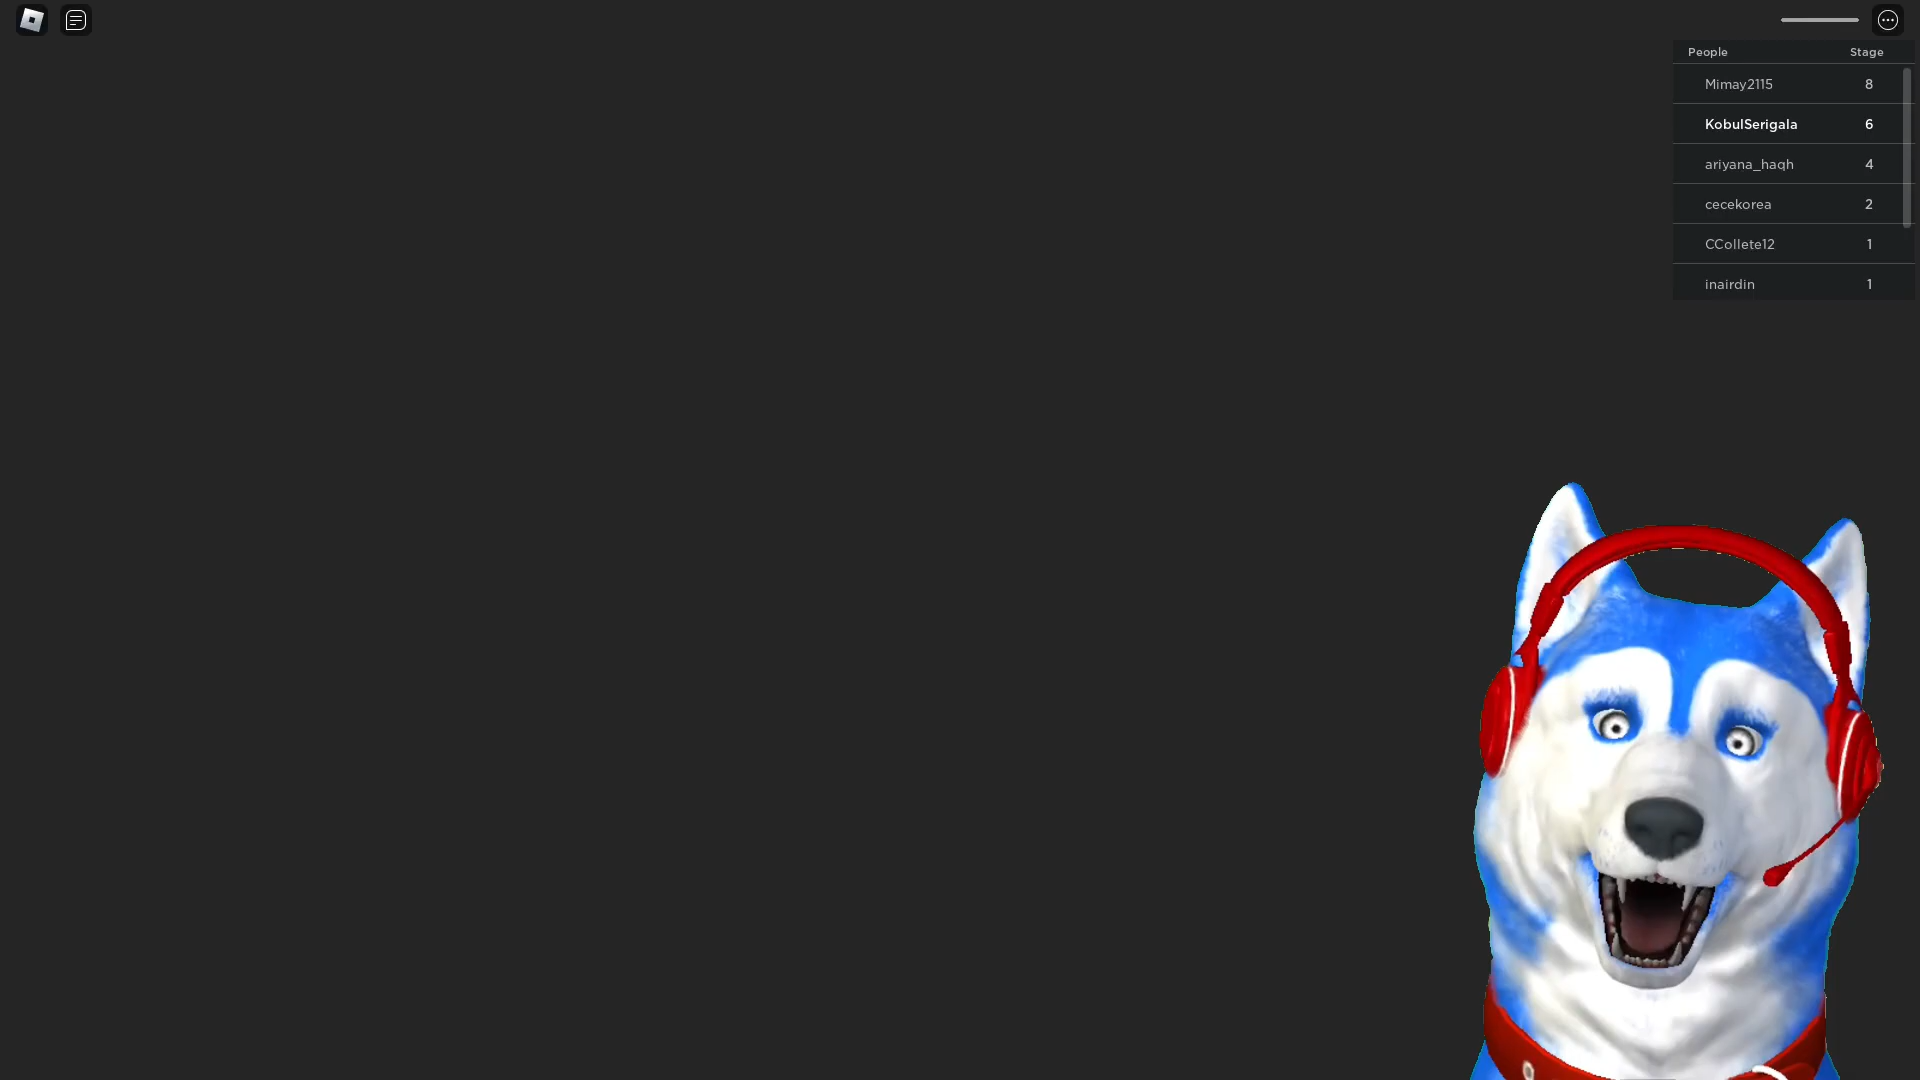 People Stage
Mimay2115 8
KobulSerigala 6
ariyana_haqh 4
cecekorea 2
CCollete12 1
inairdin 1